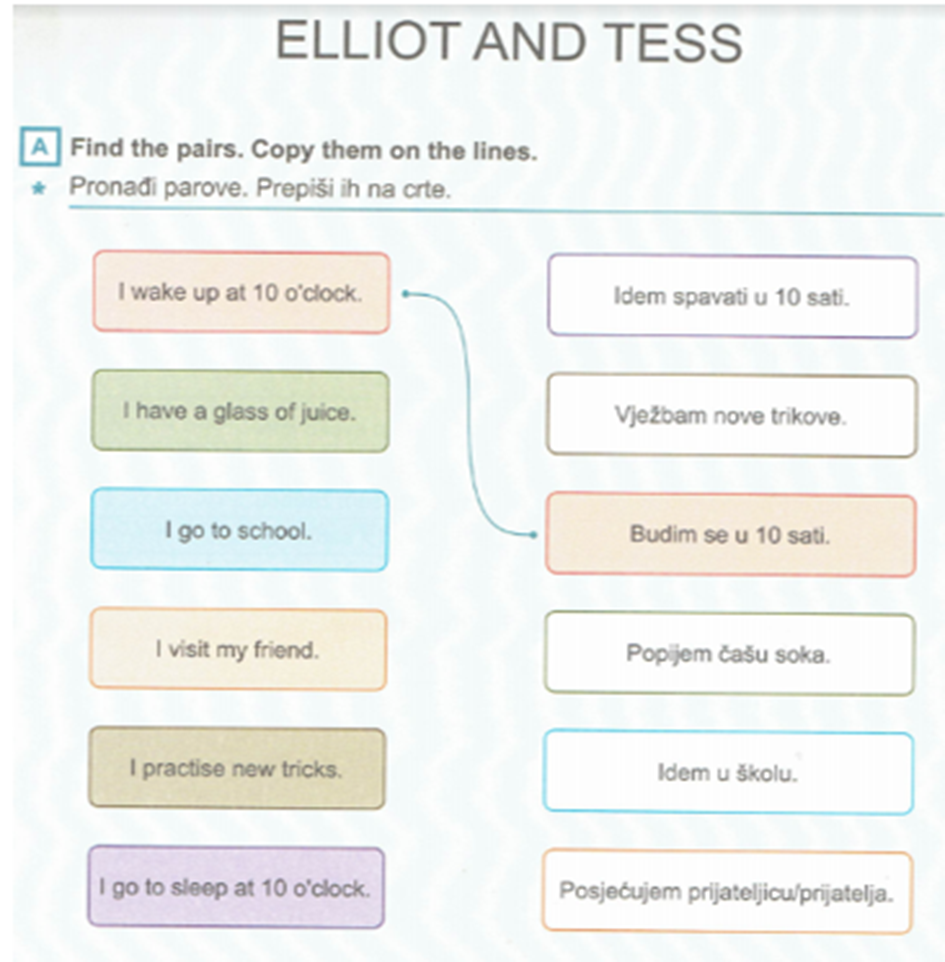 ELLIOT AND TESS
A Find the pairs. Copy them on the lines.
* Pronađi parove. Prepiši ih na crte.
I wake up at 10 o'clock.
Idem spavati u 10 sati.
I have a glass of juice.
Vježbam nove trikove.
I go to school.
Budim se u 10 sati.
I visit my friend.
Popijem čašu soka.
I practise new tricks.
Idem u školu.
I go to sleep at 10 o'clock.
Posjećujem prijateljicu/prijatelja.